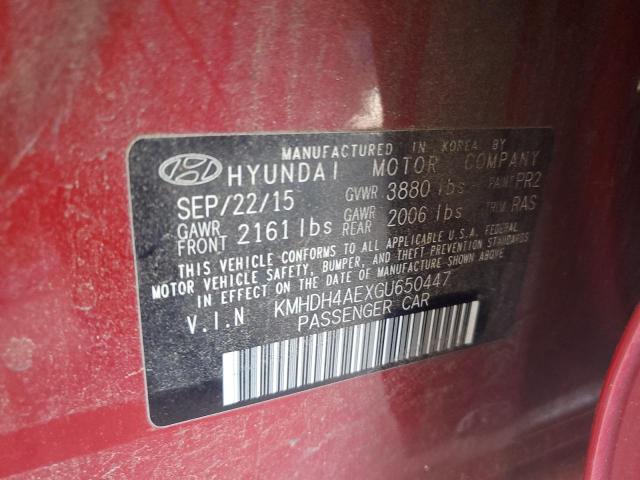 MANUFACTURED IN KOREA BY
HYUNDAI MOTOR COMPANY
SEP/22/15 GVWR 3880 lbs PAINT PR2
GAWR FRONT 2161 lbs GAWR REAR 2006 lbs TRIM RAS
THIS VEHICLE CONFORMS TO ALL APPLICABLE U.S.A. FEDERAL
MOTOR VEHICLE SAFETY, BUMPER, AND THEFT PREVENTION STANDARDS
IN EFFECT ON THE DATE OF MANUFACTURE SHOWN ABOVE.
V.I.N KMHDH4AEXGU650447
PASSENGER CAR